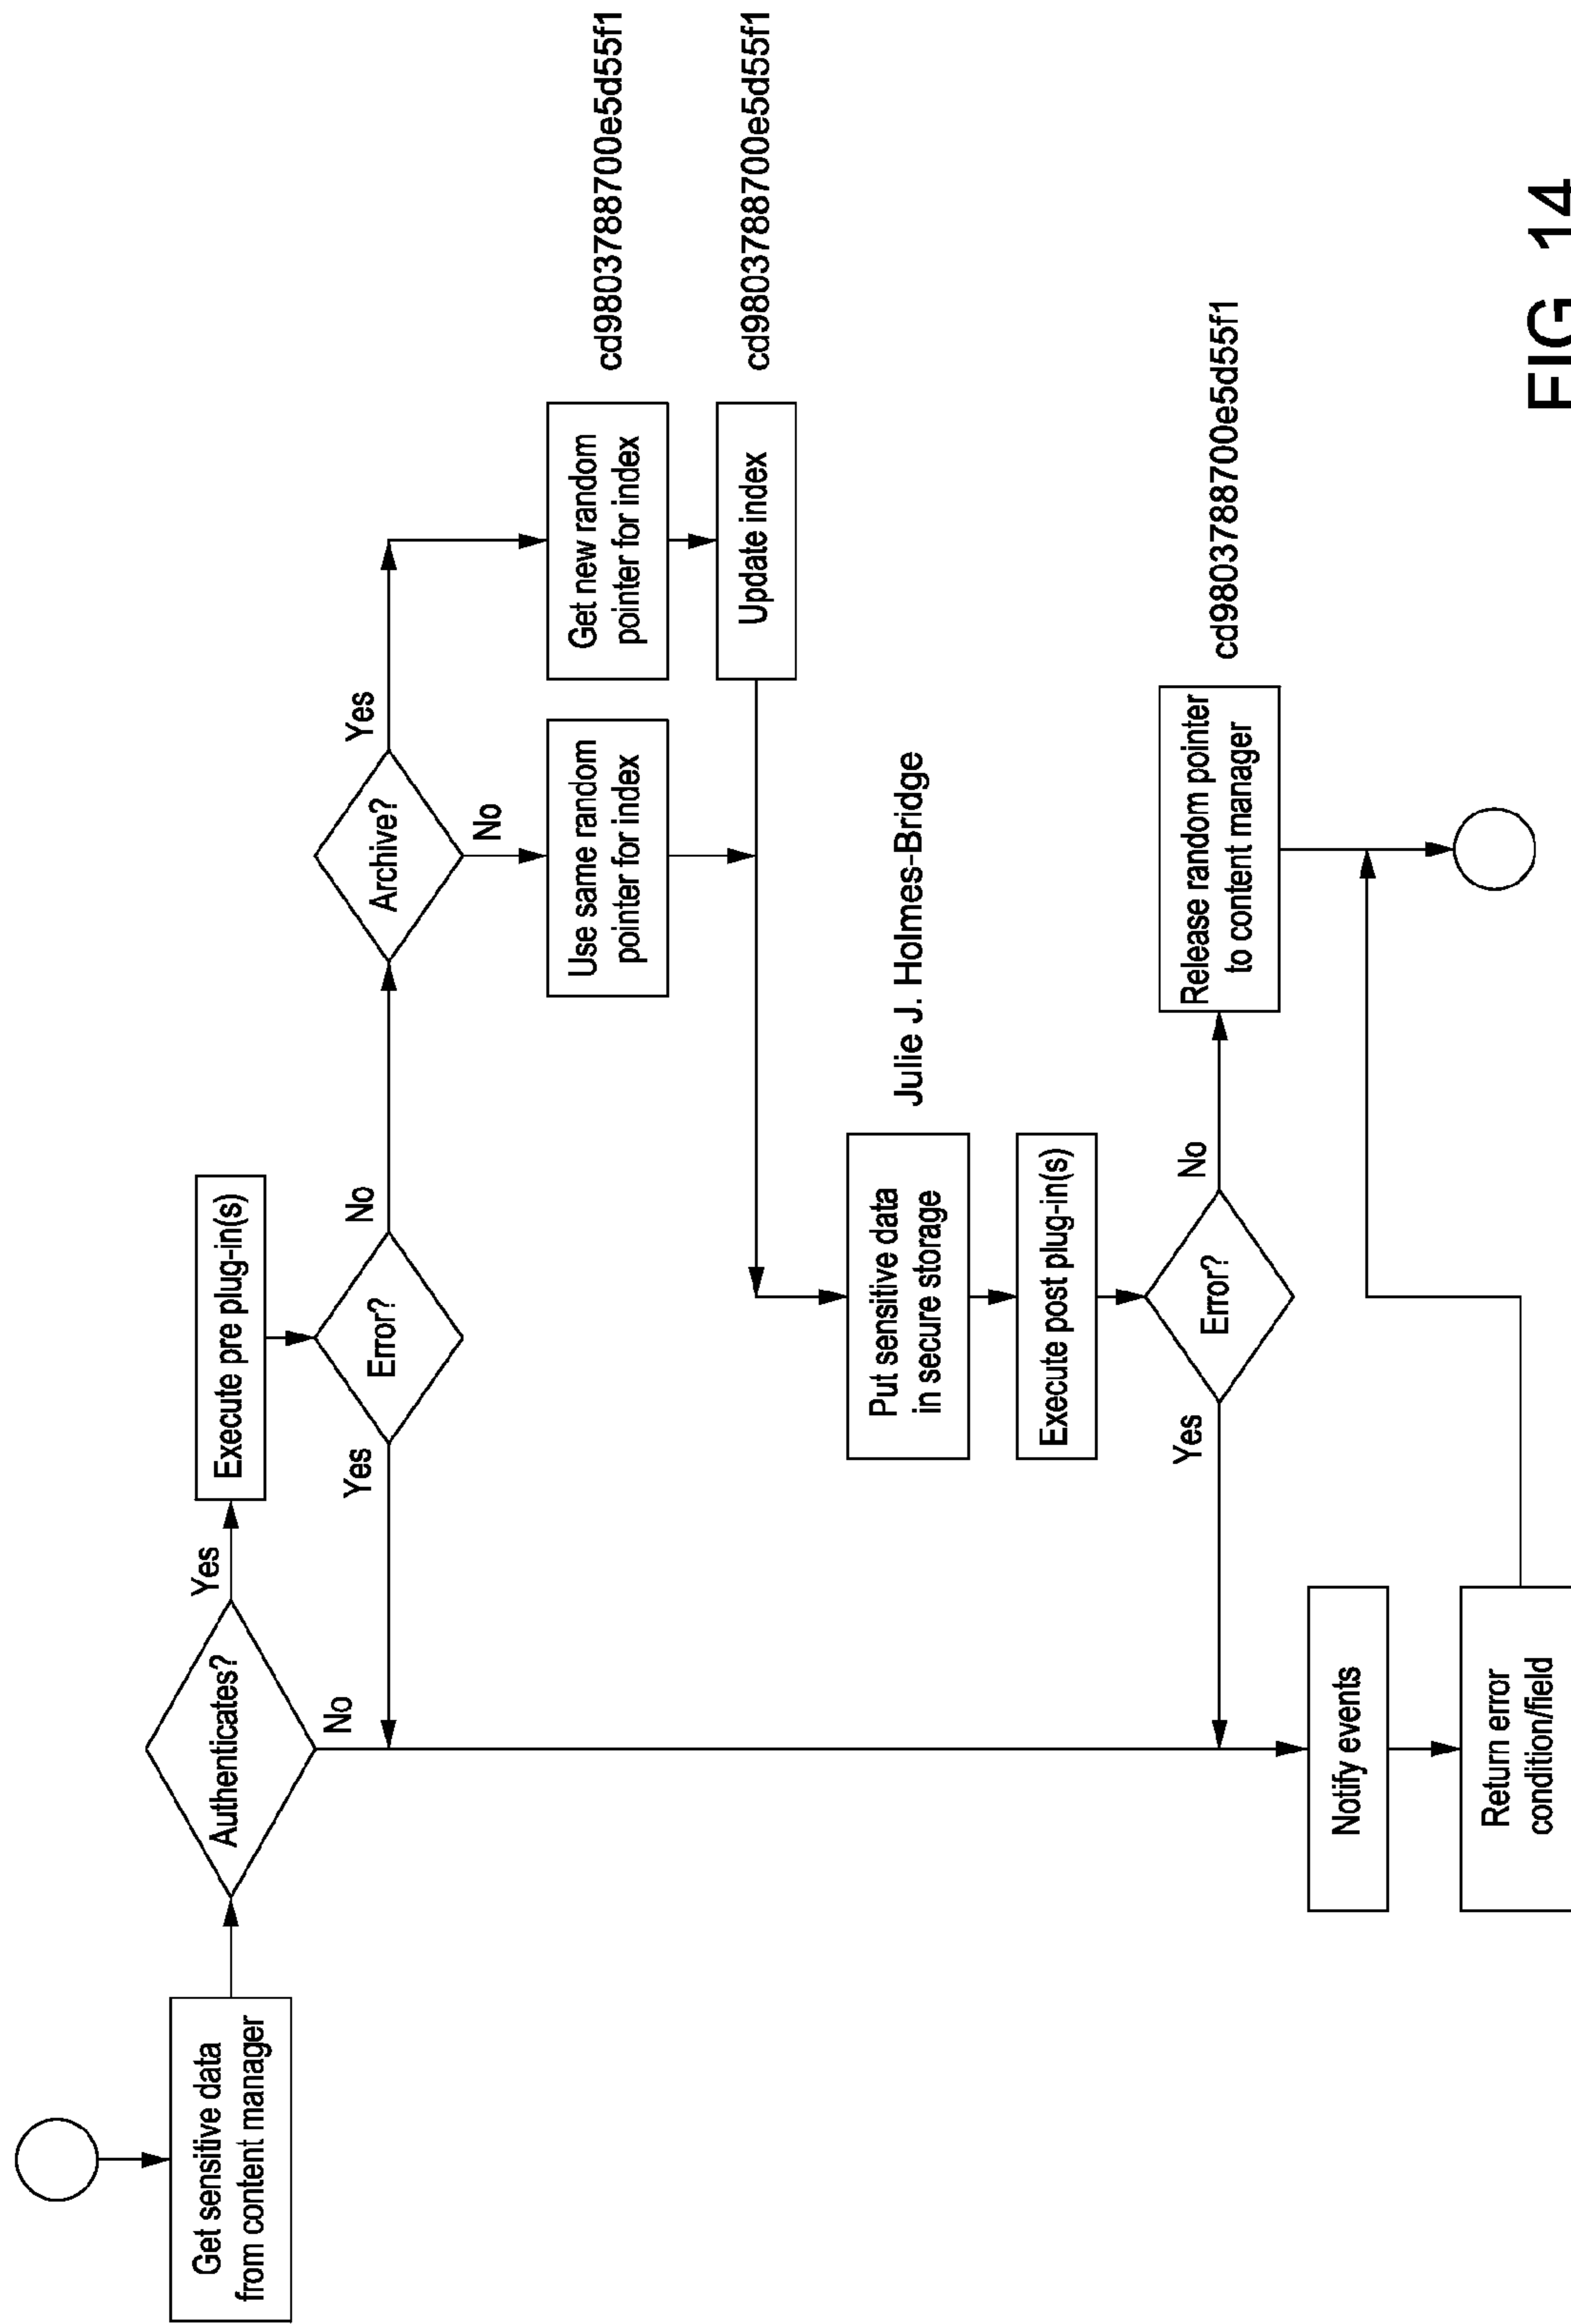 Get sensitive data
from content manager
Authenticates?
Yes
No
Execute pre plug-in(s)
Error?
Yes
No
Archive?
Yes
No
Use same random
pointer for index
Get new random
pointer for index
cd9803788700e5d55f1
Update index
cd9803788700e5d55f1
Put sensitive data
in secure storage
Julie J. Holmes-Bridge
Execute post plug-in(s)
Error?
Yes
No
Release random pointer
to content manager
cd9803788700e5d55f1
Notify events
Return error
condition/field
FIG. 14